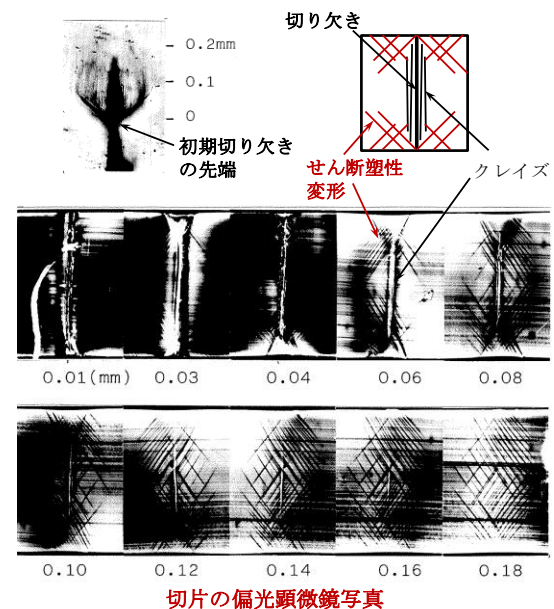 切り欠き
0.2mm
0.1
0
初期切り欠き
の先端
せん断塑性
変形
クレイズ
0.01(mm) 0.03 0.04 0.06 0.08
0.10 0.12 0.14 0.16 0.18
切片の偏光顕微鏡写真